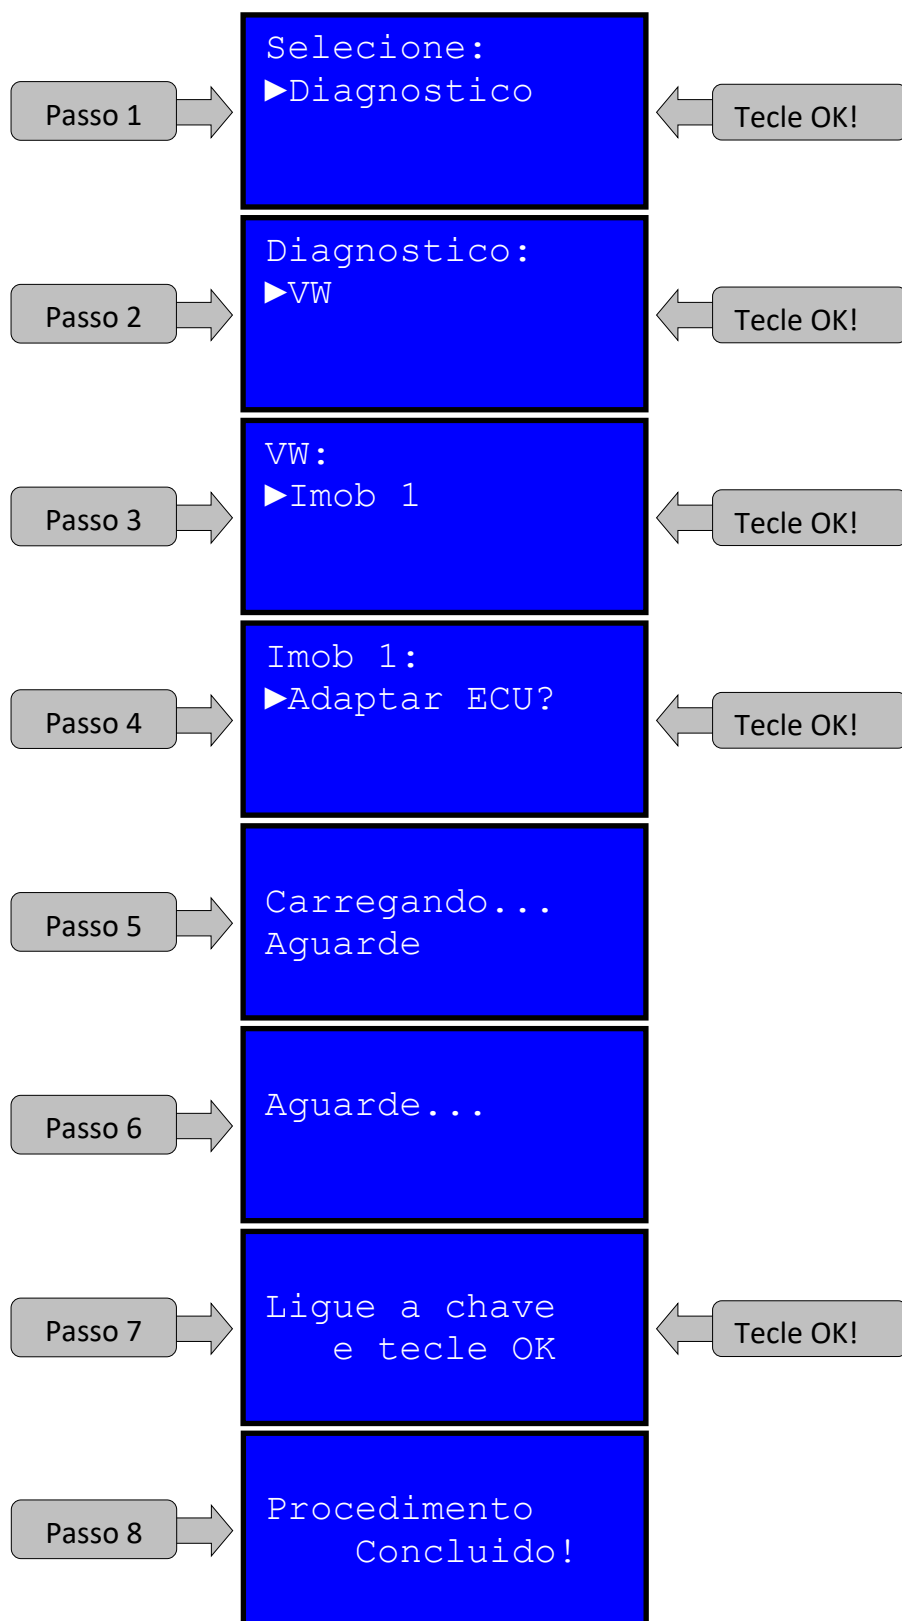 Passo 1
Selecione:
►Diagnostico
Tecle OK!
Passo 2
Diagnostico:
►VW
Tecle OK!
Passo 3
VW:
►Imob 1
Tecle OK!
Passo 4
Imob 1:
►Adaptar ECU?
Tecle OK!
Passo 5
Carregando...
Aguarde
Passo 6
Aguarde...
Passo 7
Ligue a chave
e tecle OK
Tecle OK!
Passo 8
Procedimento
Concluido!